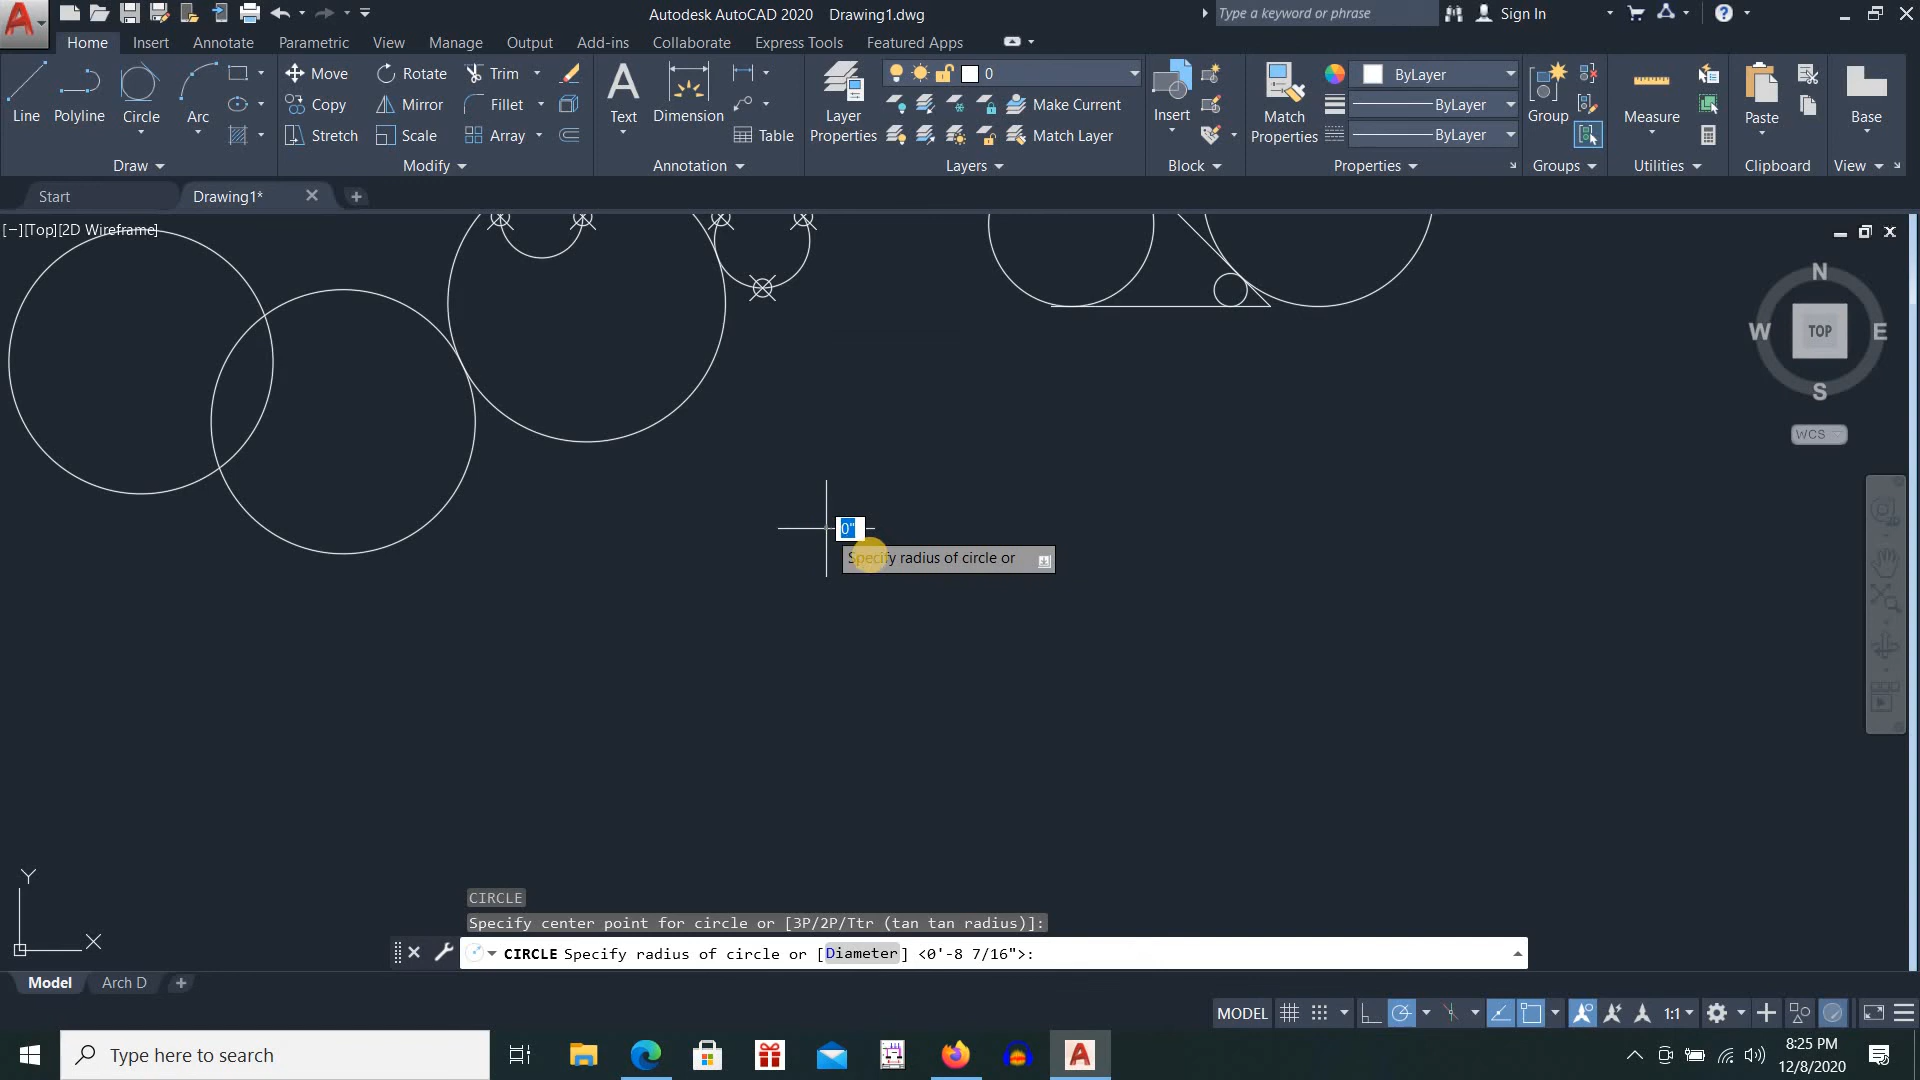 Autodesk AutoCAD 2020 Drawing1.dwg
Type a keyword or phrase
Sign In
Home Insert Annotate Parametric View Manage Output Add-ins Collaborate Express Tools Featured Apps
Line Polyline Circle Arc
Move Rotate Trim
Copy Mirror Fillet
Stretch Scale Array
Text Dimension Table
Layer Properties
0
Make Current
Match Layer
Insert
Match Properties
ByLayer
ByLayer
ByLayer
Group
Measure
Paste
Base
Draw Modify Annotation Layers Block Properties Groups Utilities Clipboard View
Start Drawing1*
[−][Top][2D Wireframe]
N
W TOP E
S
WCS
0"
Specify radius of circle or
Y
X
CIRCLE
Specify center point for circle or [3P/2P/Ttr (tan tan radius)]:
CIRCLE Specify radius of circle or [Diameter] <0'-8 7/16">:
Model Arch D
MODEL 1:1
Type here to search
8:25 PM
12/8/2020